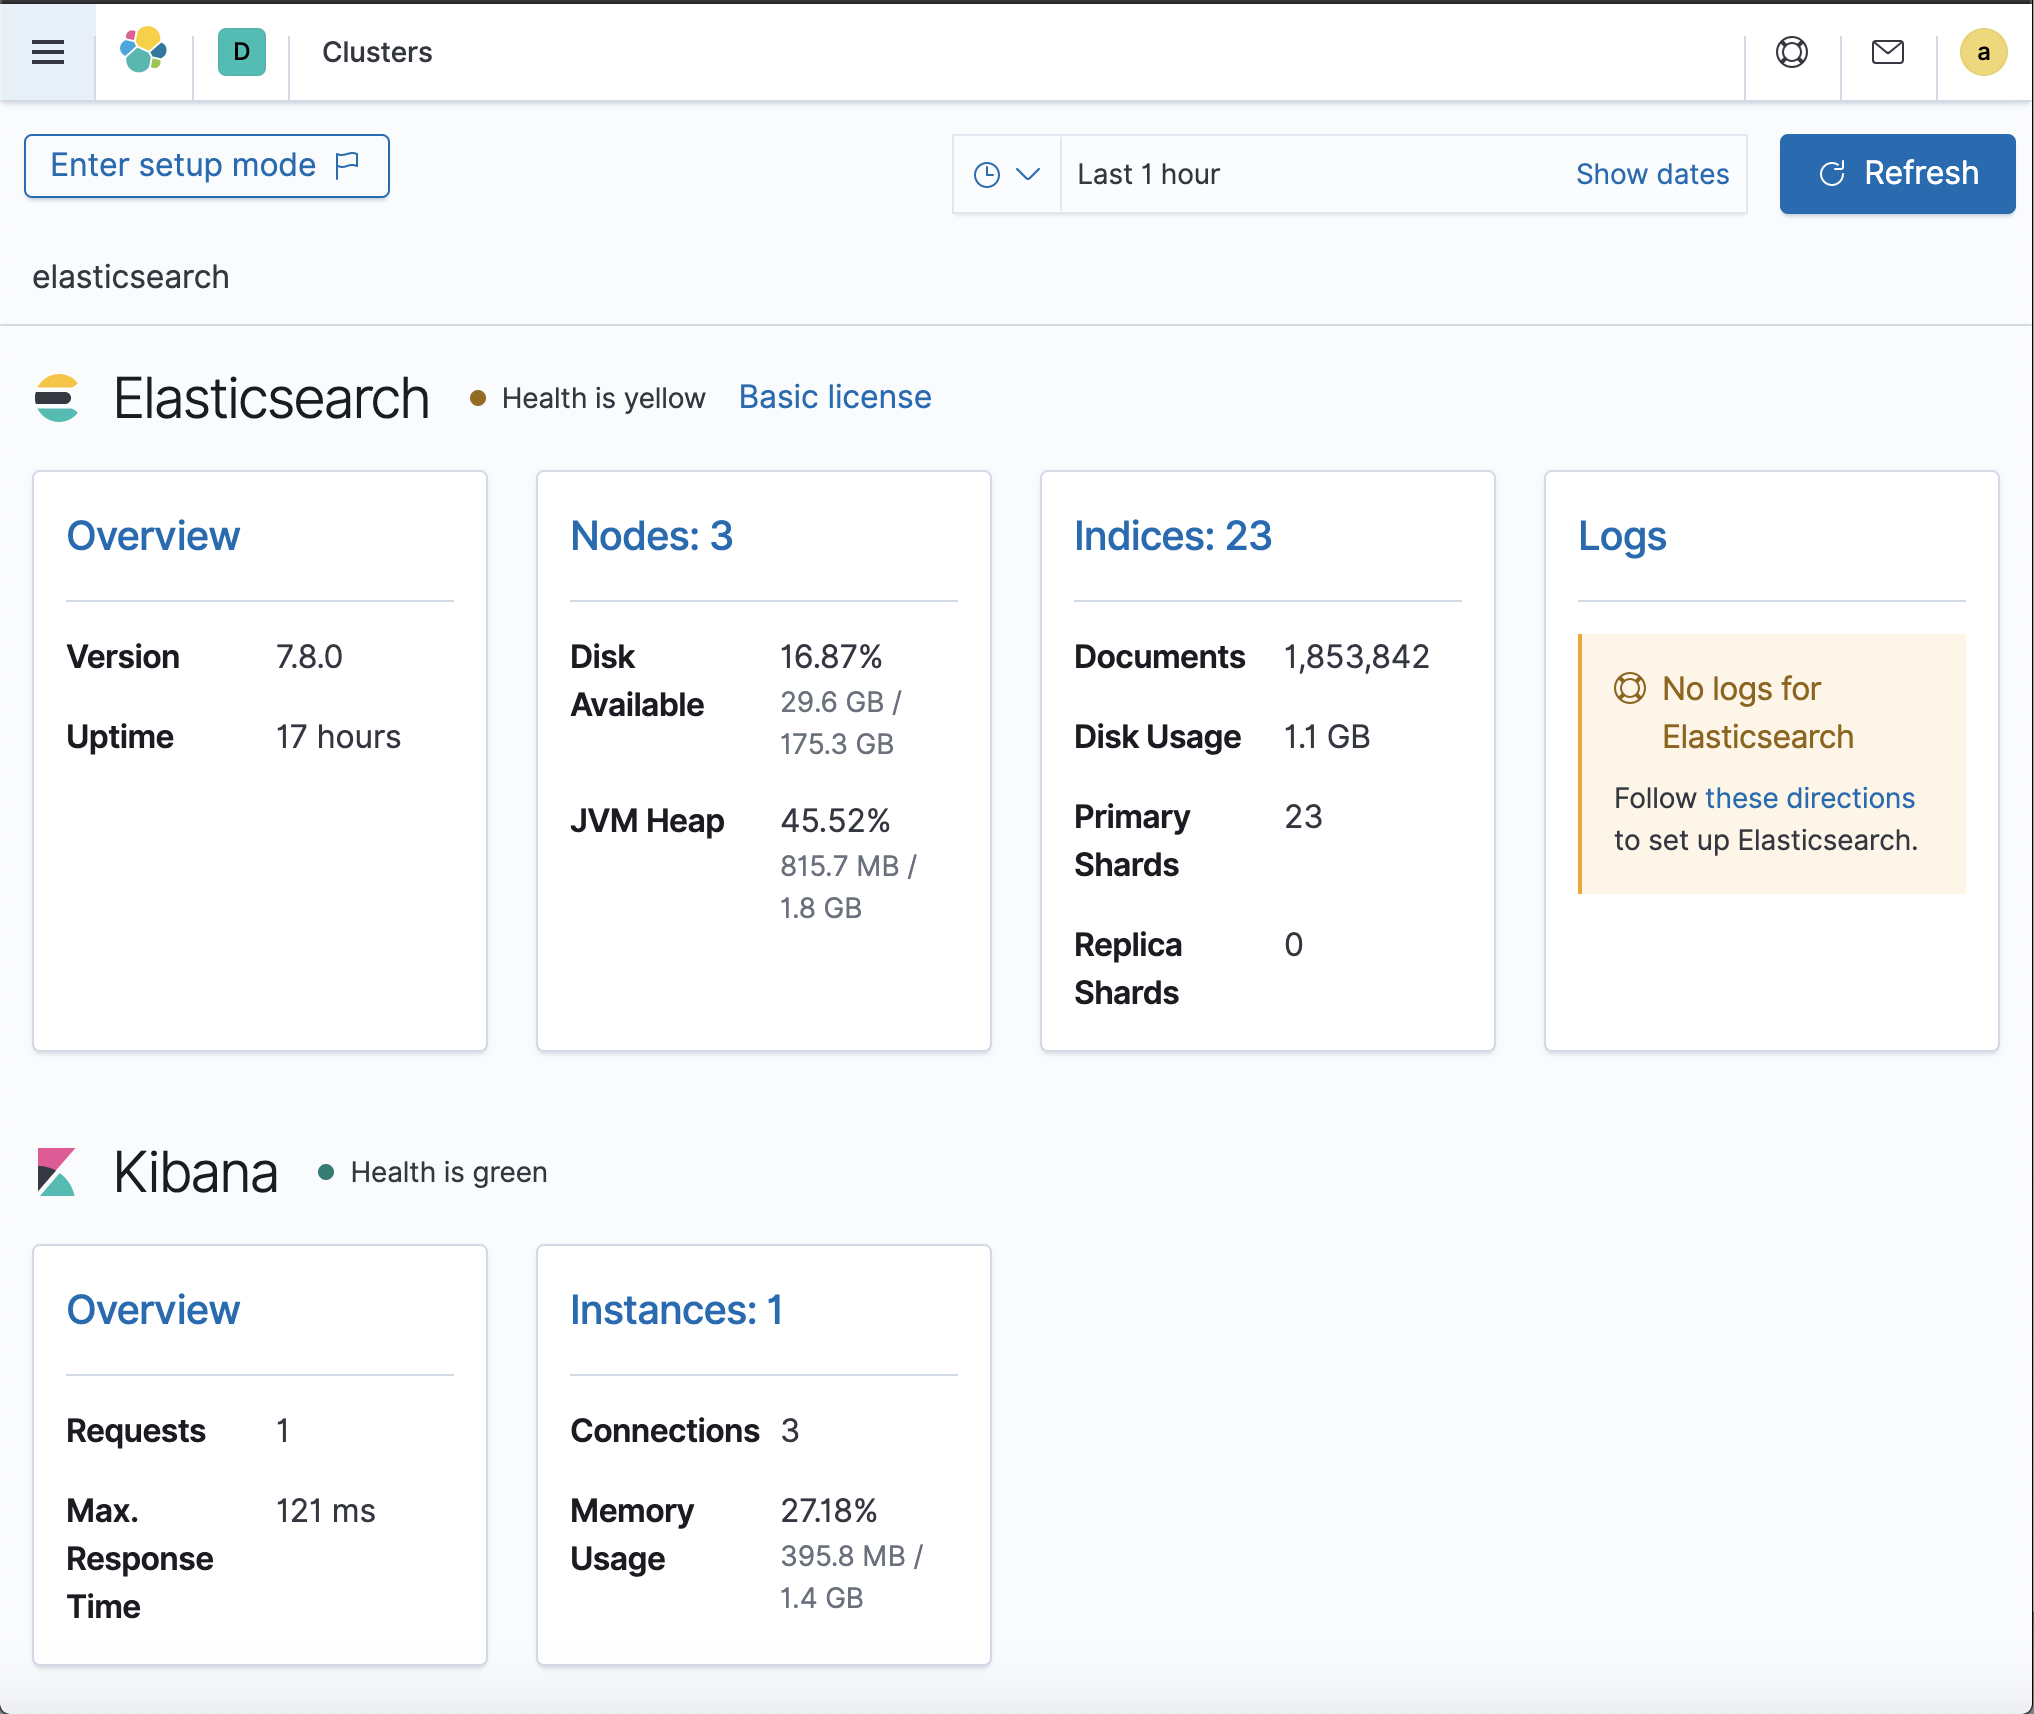 D
Clusters
a
Enter setup mode
Last 1 hour
Show dates
Refresh
elasticsearch
Elasticsearch
Health is yellow
Basic license
Overview
Version 7.8.0
Uptime 17 hours
Nodes: 3
Disk
Available
16.87%
29.6 GB /
175.3 GB
JVM Heap
45.52%
815.7 MB /
1.8 GB
Indices: 23
Documents 1,853,842
Disk Usage 1.1 GB
Primary
Shards
23
Replica
Shards
0
Logs
No logs for
Elasticsearch
Follow these directions
to set up Elasticsearch.
Kibana
Health is green
Overview
Requests 1
Max.
Response
Time
121 ms
Instances: 1
Connections 3
Memory
Usage
27.18%
395.8 MB /
1.4 GB